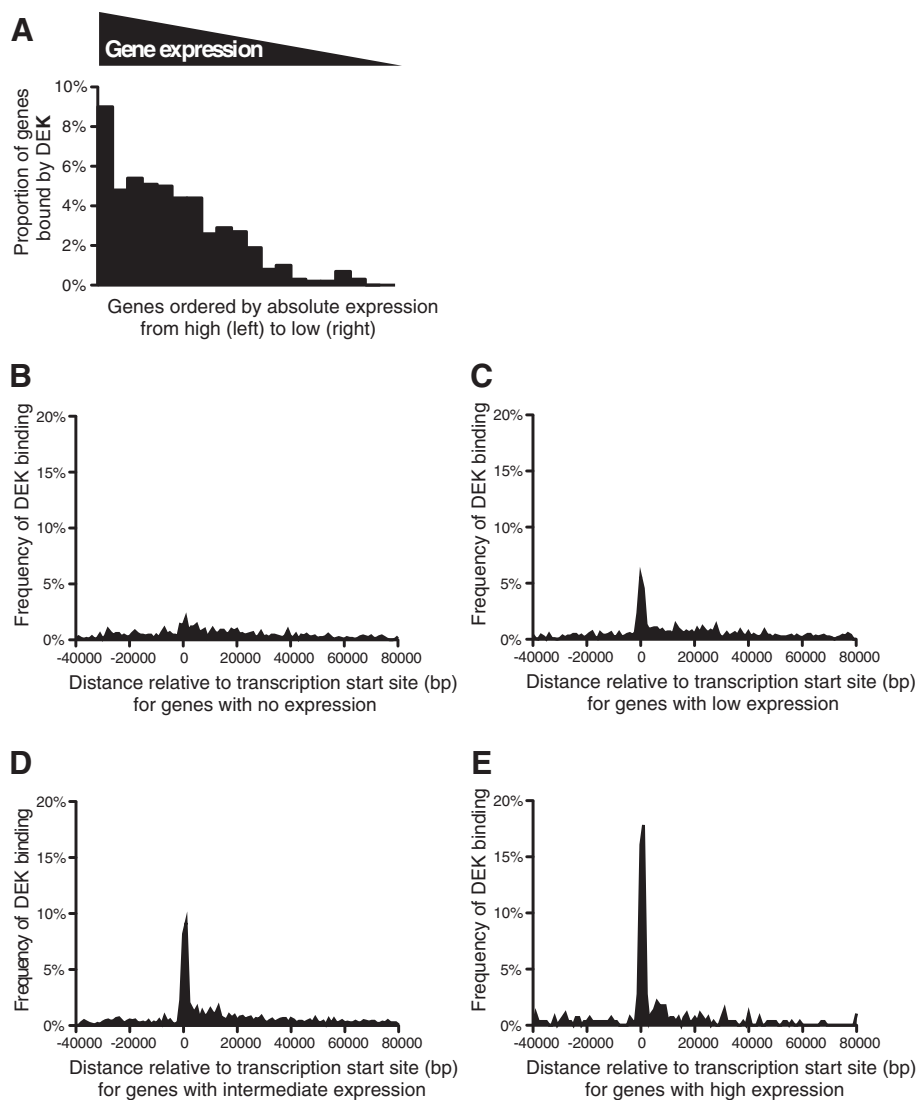 A
Gene expression
Proportion of genes
bound by DEK
10%
8%
6%
4%
2%
0%
Genes ordered by absolute expression
from high (left) to low (right)
B
Frequency of DEK binding
20%
15%
10%
5%
0%
-40000 -20000 0 20000 40000 60000 80000
Distance relative to transcription start site (bp)
for genes with no expression
C
Frequency of DEK binding
20%
15%
10%
5%
0%
-40000 -20000 0 20000 40000 60000 80000
Distance relative to transcription start site (bp)
for genes with low expression
D
Frequency of DEK binding
20%
15%
10%
5%
0%
-40000 -20000 0 20000 40000 60000 80000
Distance relative to transcription start site (bp)
for genes with intermediate expression
E
Frequency of DEK binding
20%
15%
10%
5%
0%
-40000 -20000 0 20000 40000 60000 80000
Distance relative to transcription start site (bp)
for genes with high expression